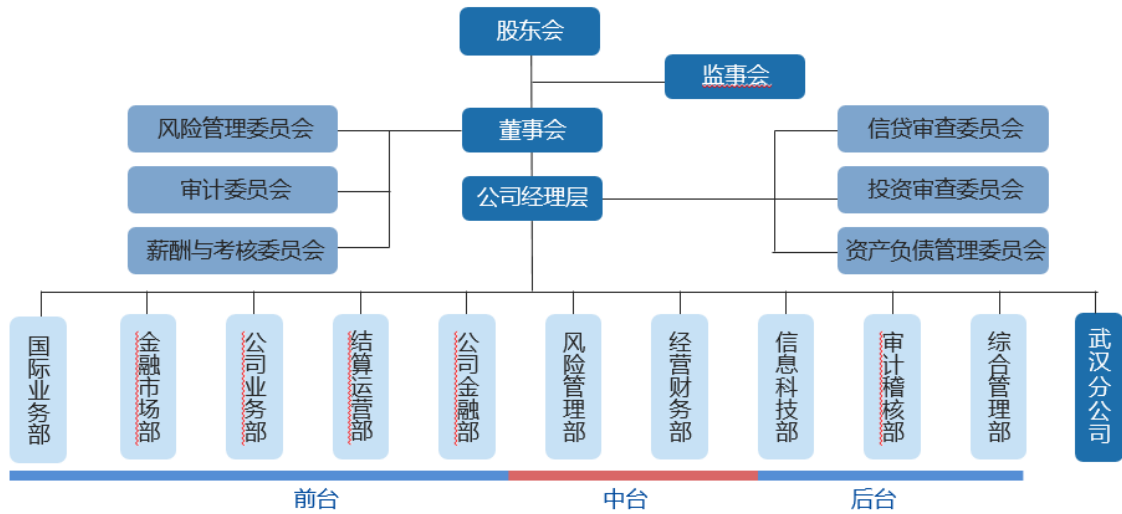 股东会
监事会
风险管理委员会
董事会
信贷审查委员会
审计委员会
公司经理层
投资审查委员会
薪酬与考核委员会
资产负债管理委员会
国际业务部
金融市场部
公司业务部
结算运营部
公司金融部
风险管理部
经营财务部
信息科技部
审计稽核部
综合管理部
武汉分公司
前台
中台
后台